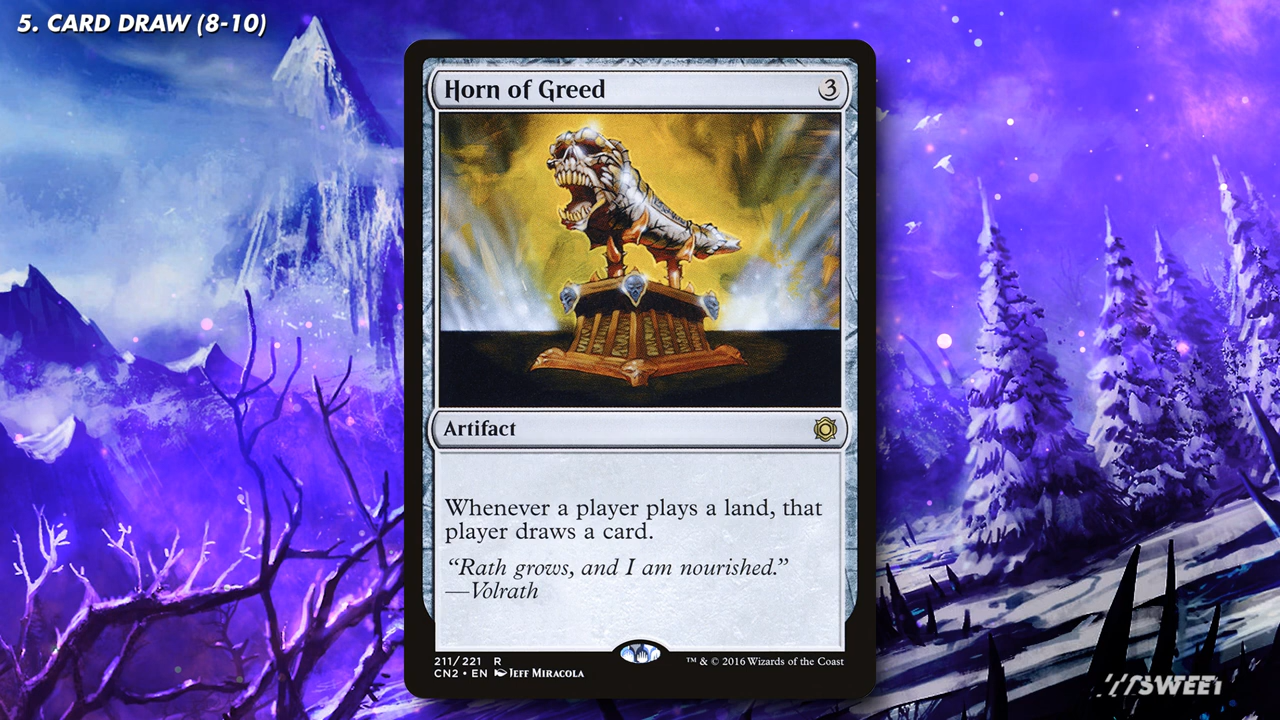 5. CARD DRAW (8-10)
Horn of Greed 3
Artifact
Whenever a player plays a land, that
player draws a card.
“Rath grows, and I am nourished.”
—Volrath
211/221 R
CN2 • EN Jeff Miracola
™ & © 2016 Wizards of the Coast
SWEET